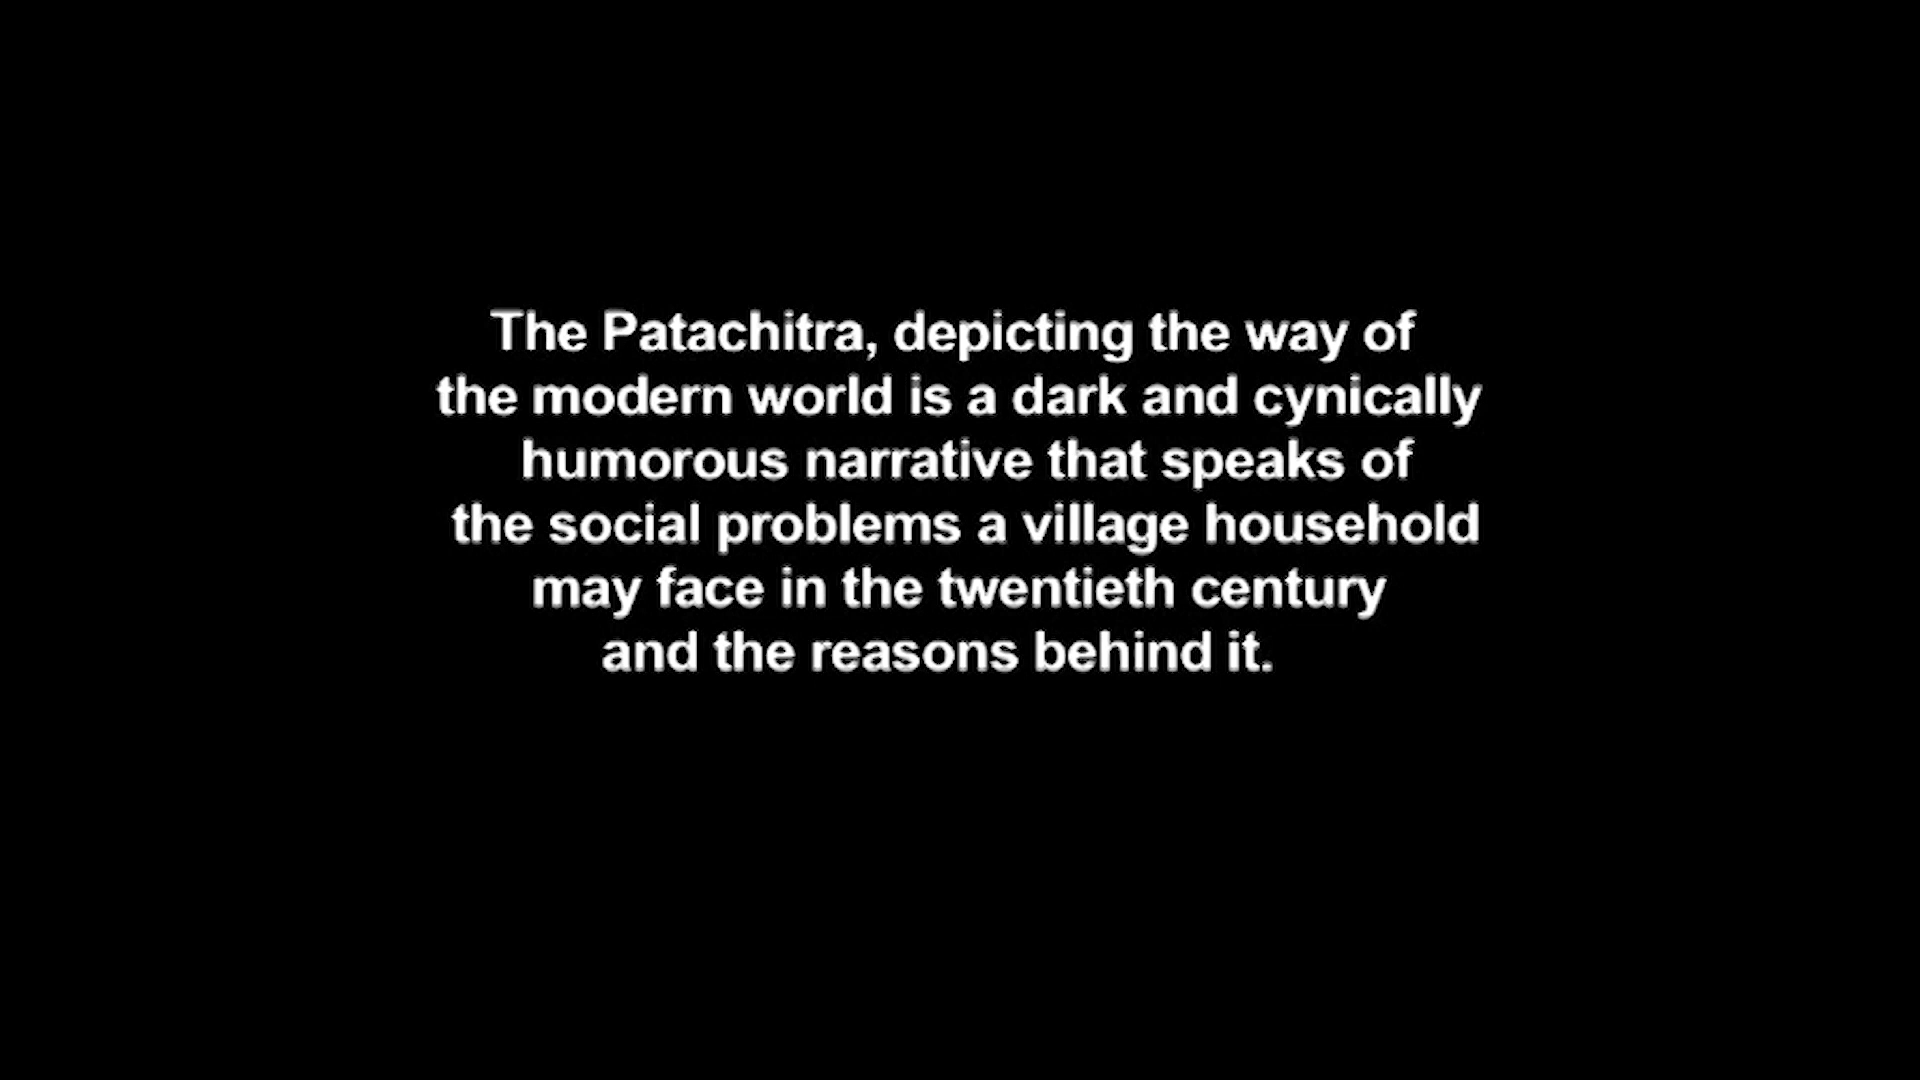 The Patachitra, depicting the way of
the modern world is a dark and cynically
humorous narrative that speaks of
the social problems a village household
may face in the twentieth century
and the reasons behind it.